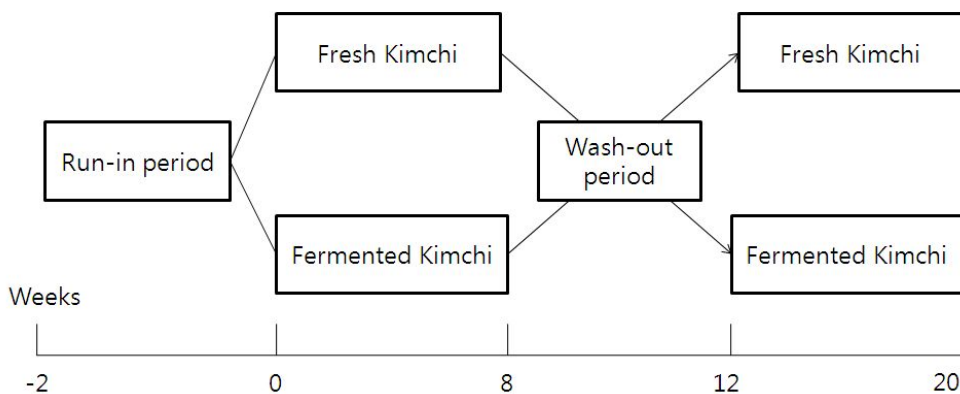 Fresh Kimchi
Fresh Kimchi
Run-in period
Wash-out
period
Fermented Kimchi
Fermented Kimchi
Weeks
-2 0 8 12 20